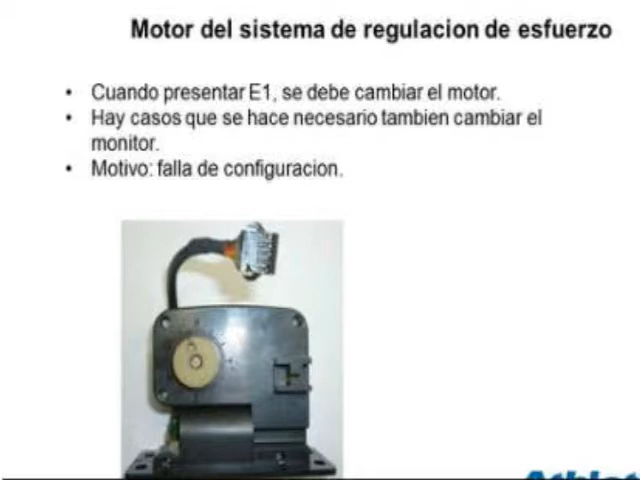 Motor del sistema de regulacion de esfuerzo
• Cuando presentar E1, se debe cambiar el motor.
• Hay casos que se hace necesario tambien cambiar el
monitor.
• Motivo: falla de configuracion.